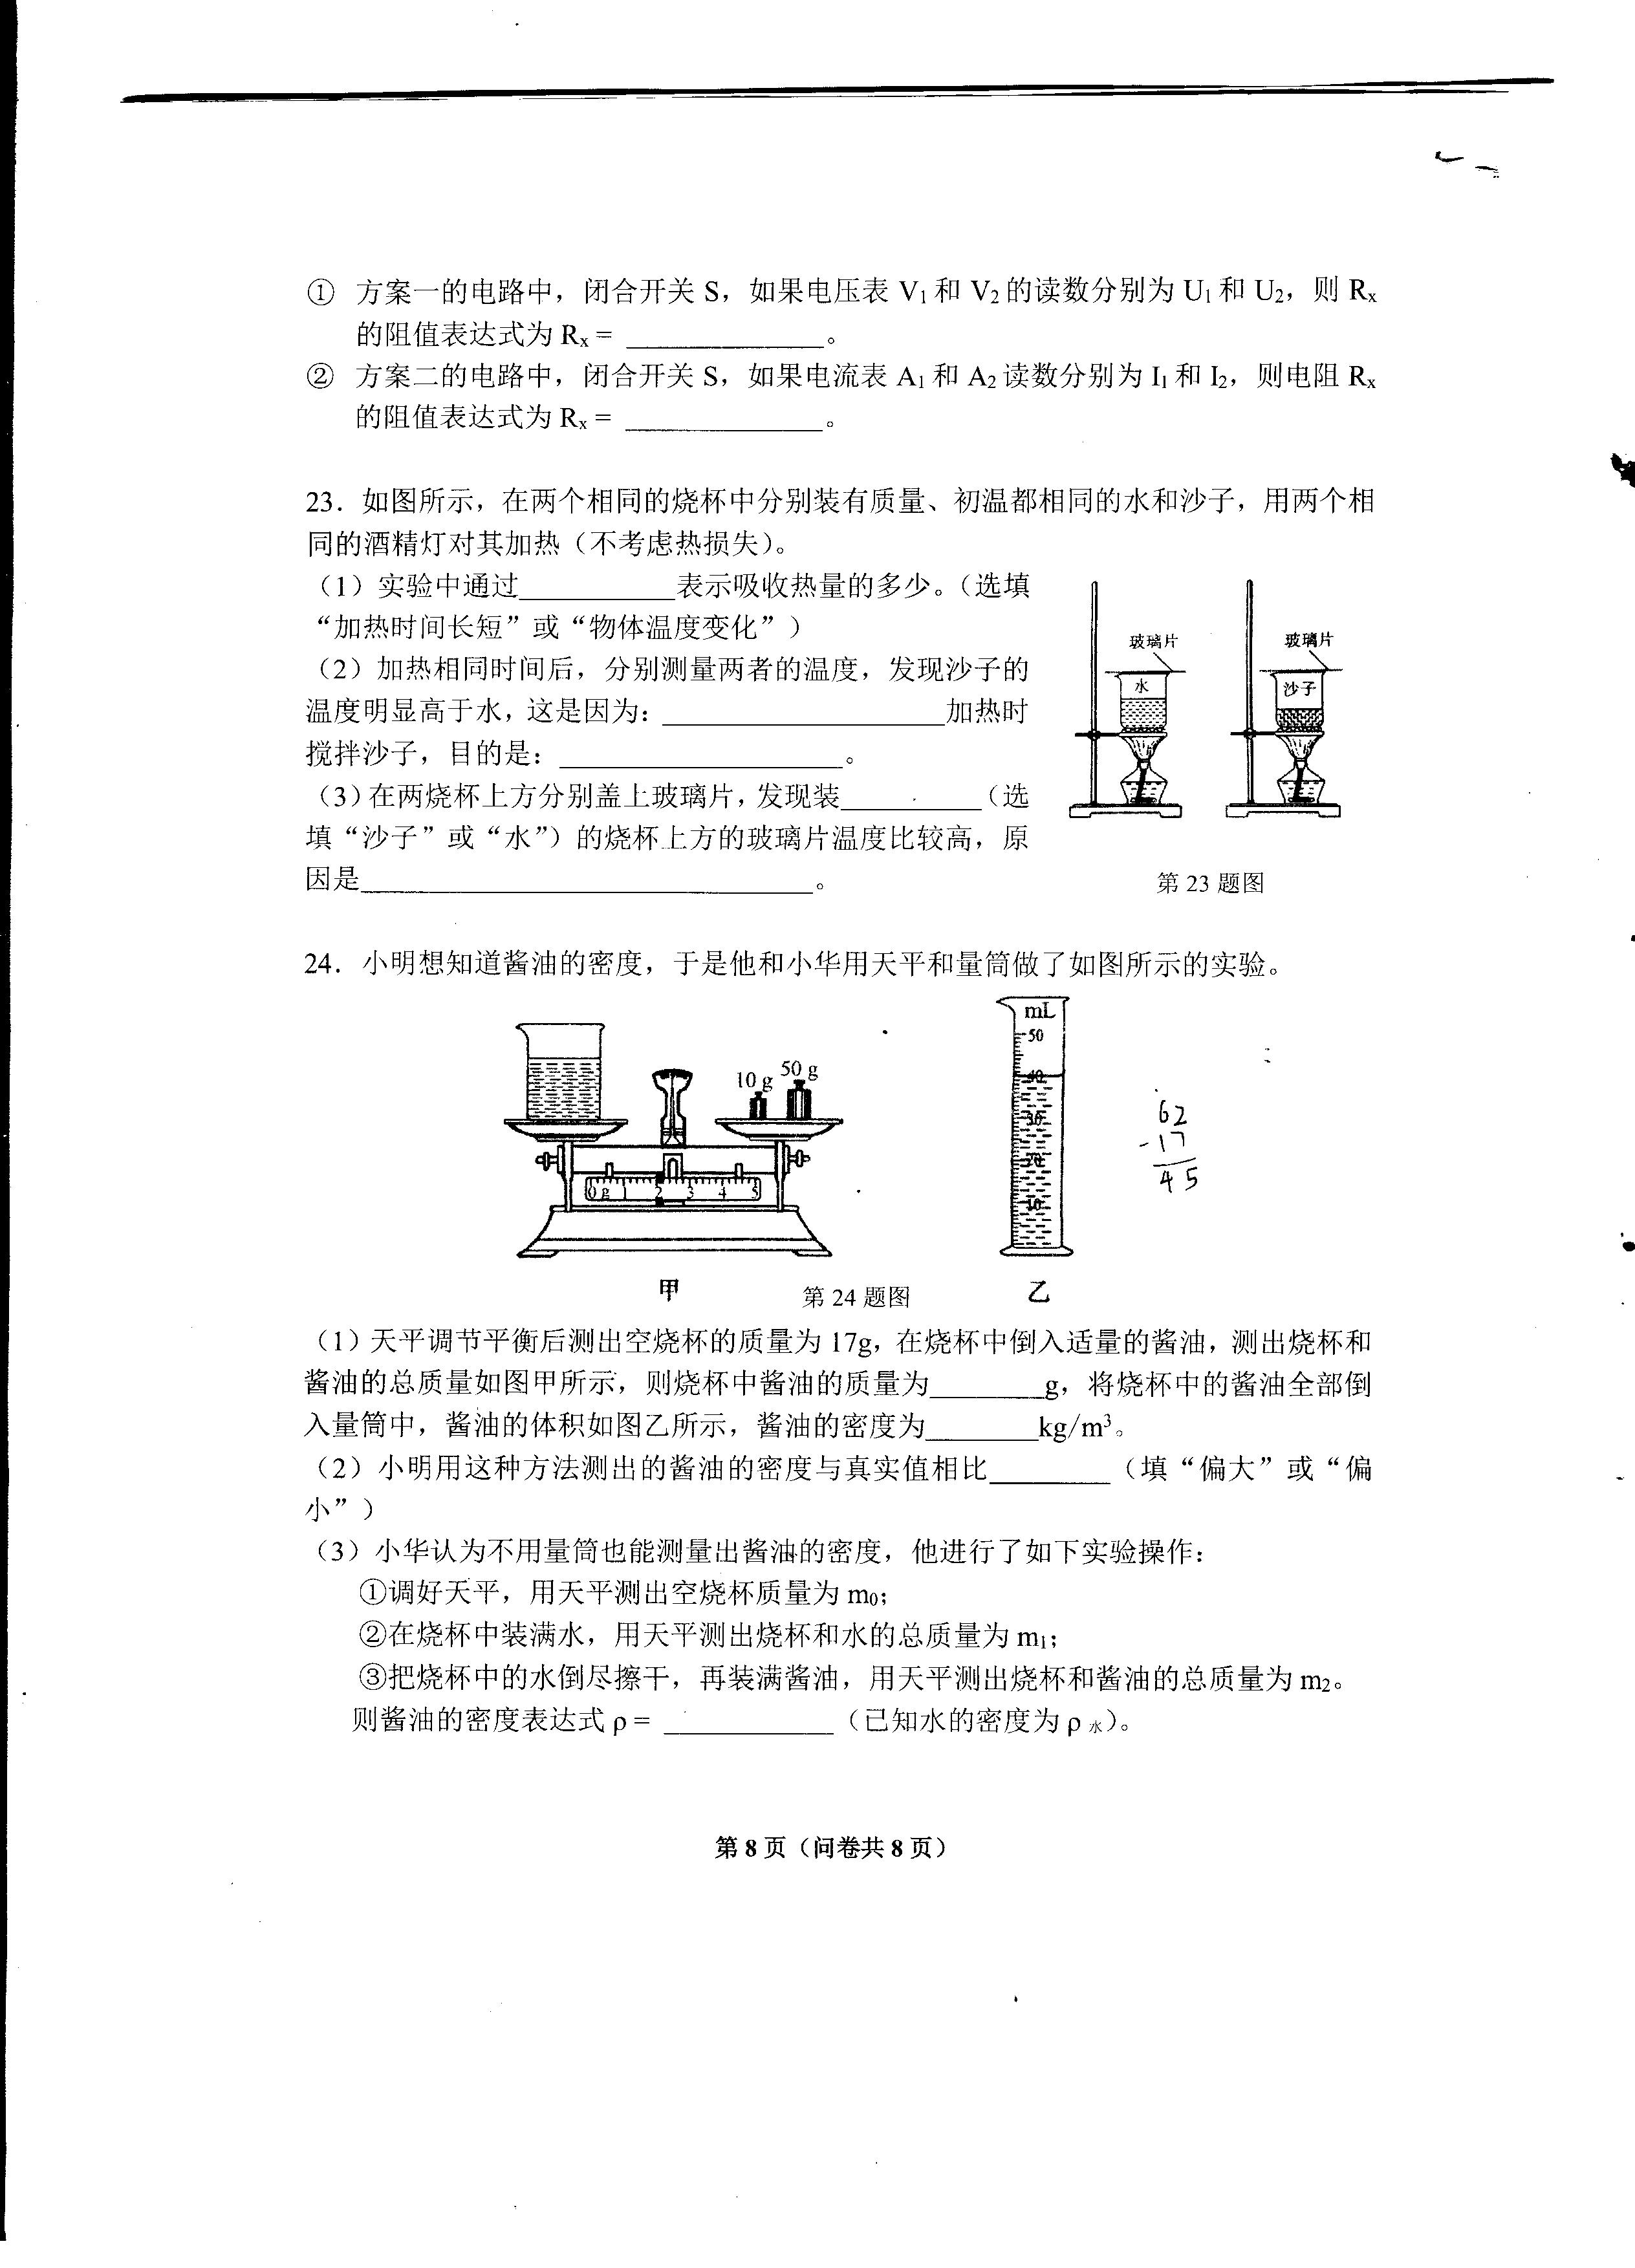 ① 方案一的电路中，闭合开关 S，如果电压表 V₁ 和 V₂ 的读数分别为 U₁ 和 U₂，则 Rₓ
的阻值表达式为 Rₓ = ____________。
② 方案二的电路中，闭合开关 S，如果电流表 A₁ 和 A₂ 读数分别为 I₁ 和 I₂，则电阻 Rₓ
的阻值表达式为 Rₓ = ____________。
23．如图所示，在两个相同的烧杯中分别装有质量、初温都相同的水和沙子，用两个相
同的酒精灯对其加热（不考虑热损失）。
（1）实验中通过__________表示吸收热量的多少。（选填
“加热时间长短”或“物体温度变化”）
（2）加热相同时间后，分别测量两者的温度，发现沙子的
温度明显高于水，这是因为：__________________加热时
搅拌沙子，目的是：__________________。
（3）在两烧杯上方分别盖上玻璃片，发现装_________（选
填“沙子”或“水”）的烧杯上方的玻璃片温度比较高，原
因是____________________________。
玻璃片
水
玻璃片
沙子
第 23 题图
24．小明想知道酱油的密度，于是他和小华用天平和量筒做了如图所示的实验。
10 g 50 g
0 g 1 2 3 4 5
mL
50
40
30
20
10
62
-17
45
甲 第 24 题图 乙
（1）天平调节平衡后测出空烧杯的质量为 17g，在烧杯中倒入适量的酱油，测出烧杯和
酱油的总质量如图甲所示，则烧杯中酱油的质量为_______g，将烧杯中的酱油全部倒
入量筒中，酱油的体积如图乙所示，酱油的密度为_______kg/m³。
（2）小明用这种方法测出的酱油的密度与真实值相比________（填“偏大”或“偏
小”）
（3）小华认为不用量筒也能测量出酱油的密度，他进行了如下实验操作：
①调好天平，用天平测出空烧杯质量为 m₀；
②在烧杯中装满水，用天平测出烧杯和水的总质量为 m₁；
③把烧杯中的水倒尽擦干，再装满酱油，用天平测出烧杯和酱油的总质量为 m₂。
则酱油的密度表达式 ρ = ___________（已知水的密度为 ρ水）。
第 8 页（问卷共 8 页）